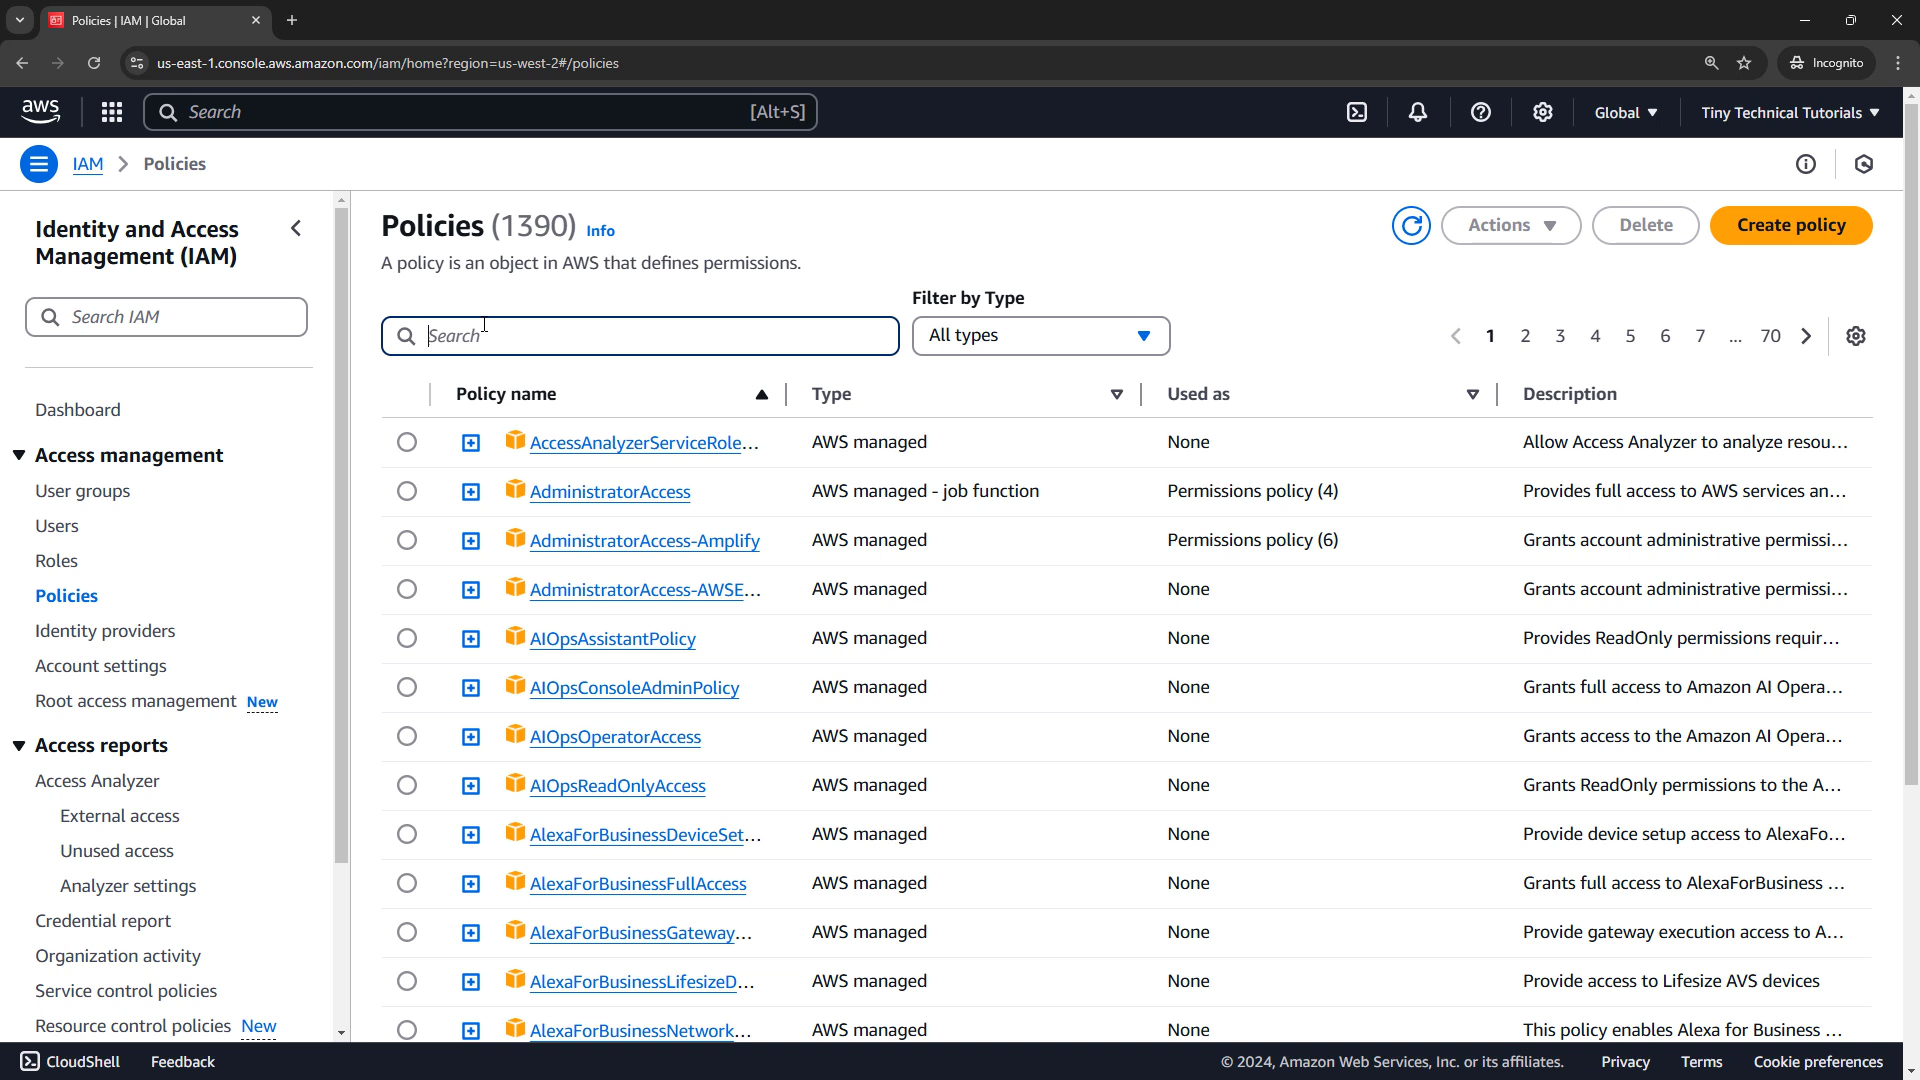 Policies | IAM | Global
us-east-1.console.aws.amazon.com/iam/home?region=us-west-2#/policies
Incognito
aws
Search
[Alt+S]
Global
Tiny Technical Tutorials
IAM
Policies
Identity and Access
Management (IAM)
Search IAM
Dashboard
Access management
User groups
Users
Roles
Policies
Identity providers
Account settings
Root access management New
Access reports
Access Analyzer
External access
Unused access
Analyzer settings
Credential report
Organization activity
Service control policies
Resource control policies New
Policies (1390) Info
Actions
Delete
Create policy
A policy is an object in AWS that defines permissions.
Filter by Type
Search
All types
1 2 3 4 5 6 7 ... 70
Policy name Type Used as Description
AccessAnalyzerServiceRole... AWS managed None Allow Access Analyzer to analyze resou...
AdministratorAccess AWS managed - job function Permissions policy (4) Provides full access to AWS services an...
AdministratorAccess-Amplify AWS managed Permissions policy (6) Grants account administrative permissi...
AdministratorAccess-AWSE... AWS managed None Grants account administrative permissi...
AIOpsAssistantPolicy AWS managed None Provides ReadOnly permissions requir...
AIOpsConsoleAdminPolicy AWS managed None Grants full access to Amazon AI Opera...
AIOpsOperatorAccess AWS managed None Grants access to the Amazon AI Opera...
AIOpsReadOnlyAccess AWS managed None Grants ReadOnly permissions to the A...
AlexaForBusinessDeviceSet... AWS managed None Provide device setup access to AlexaFo...
AlexaForBusinessFullAccess AWS managed None Grants full access to AlexaForBusiness ...
AlexaForBusinessGateway... AWS managed None Provide gateway execution access to A...
AlexaForBusinessLifesizeD... AWS managed None Provide access to Lifesize AVS devices
AlexaForBusinessNetwork... AWS managed None This policy enables Alexa for Business ...
CloudShell
Feedback
© 2024, Amazon Web Services, Inc. or its affiliates.
Privacy
Terms
Cookie preferences